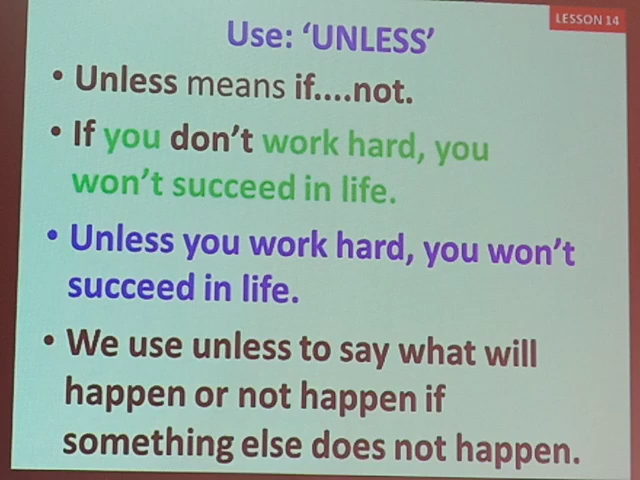 LESSON 14
Use: ‘UNLESS’
• Unless means if....not.
• If you don’t work hard, you
won’t succeed in life.
• Unless you work hard, you won’t
succeed in life.
• We use unless to say what will
happen or not happen if
something else does not happen.